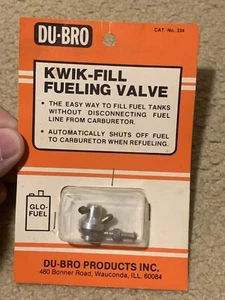 DU-BRO
CAT. No. 334
KWIK-FILL
FUELING VALVE
• THE EASY WAY TO FILL FUEL TANKS
WITHOUT DISCONNECTING FUEL
LINE FROM CARBURETOR.
• AUTOMATICALLY SHUTS OFF FUEL
TO CARBURETOR WHEN REFUELING.
GLO-
FUEL
DU-BRO PRODUCTS INC.
480 Bonner Road, Wauconda, ILL. 60084